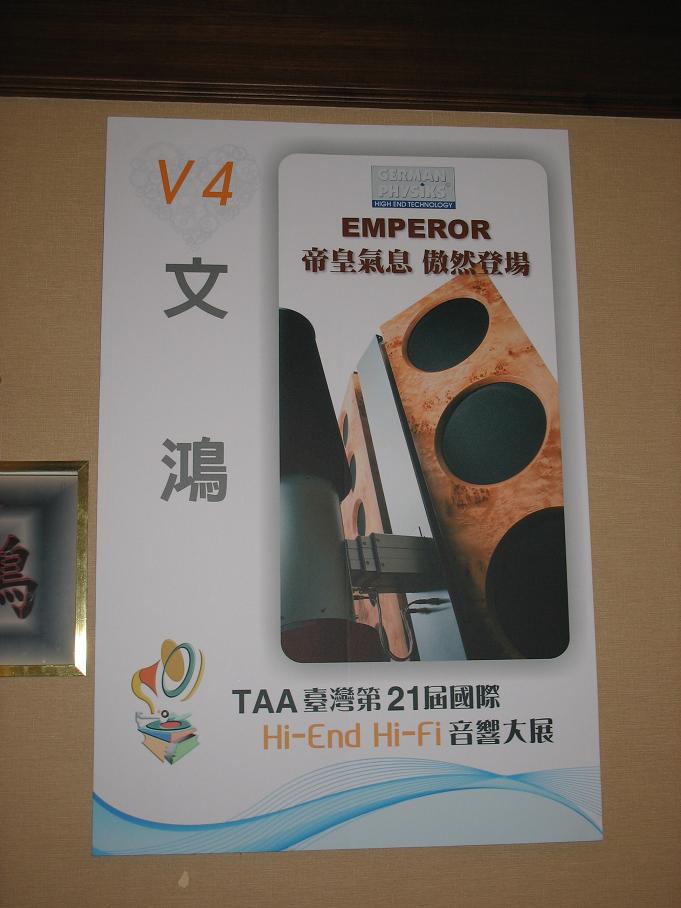 V4
文
鴻
GERMAN
PHYSIKS
HIGH END TECHNOLOGY
EMPEROR
帝皇氣息 傲然登場
TAA 臺灣第21屆國際
Hi-End Hi-Fi 音響大展